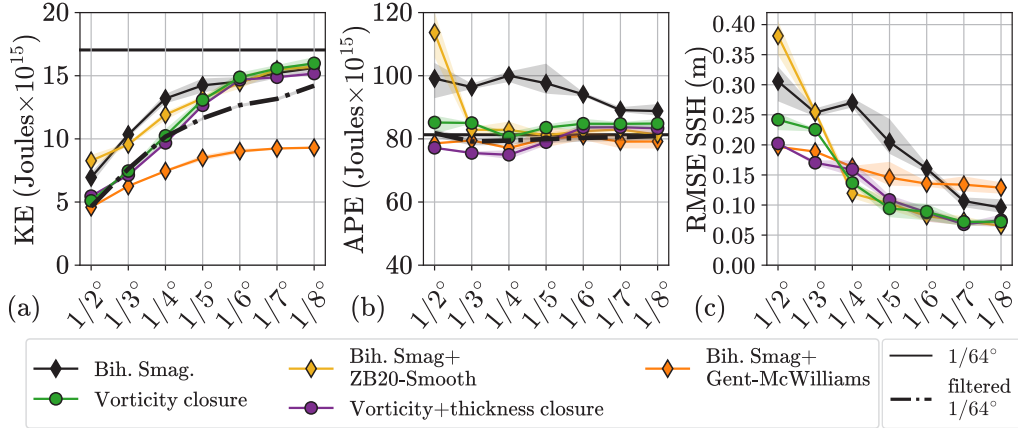 KE (Joules×10^15)
20
15
10
5
0
(a)
1/2° 1/3° 1/4° 1/5° 1/6° 1/7° 1/8°
APE (Joules×10^15)
120
100
80
60
40
(b)
1/2° 1/3° 1/4° 1/5° 1/6° 1/7° 1/8°
RMSE SSH (m)
0.40
0.35
0.30
0.25
0.20
0.15
0.10
0.05
0.00
(c)
1/2° 1/3° 1/4° 1/5° 1/6° 1/7° 1/8°
Bih. Smag.
Vorticity closure
Bih. Smag+
ZB20-Smooth
Vorticity+thickness closure
Bih. Smag+
Gent-McWilliams
1/64°
filtered
1/64°